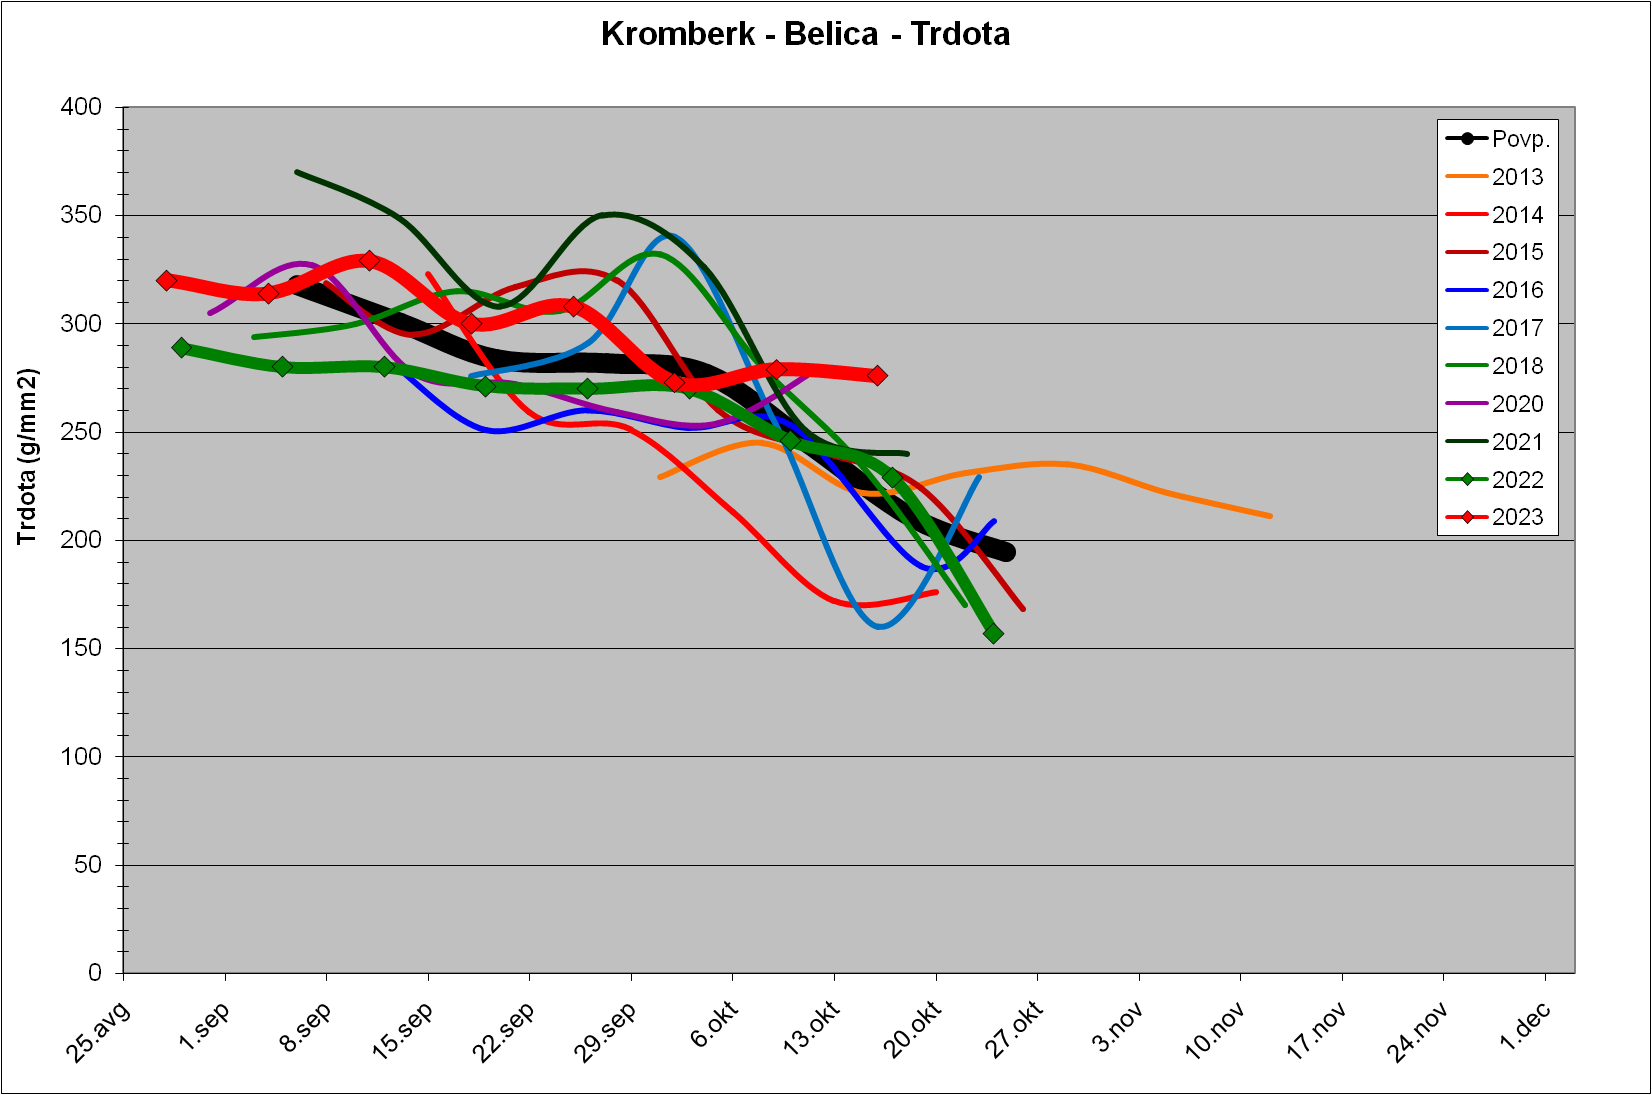 Kromberk - Belica - Trdota
Trdota (g/mm2)
400
350
300
250
200
150
100
50
0
25.avg
1.sep
8.sep
15.sep
22.sep
29.sep
6.okt
13.okt
20.okt
27.okt
3.nov
10.nov
17.nov
24.nov
1.dec
Povp.
2013
2014
2015
2016
2017
2018
2020
2021
2022
2023